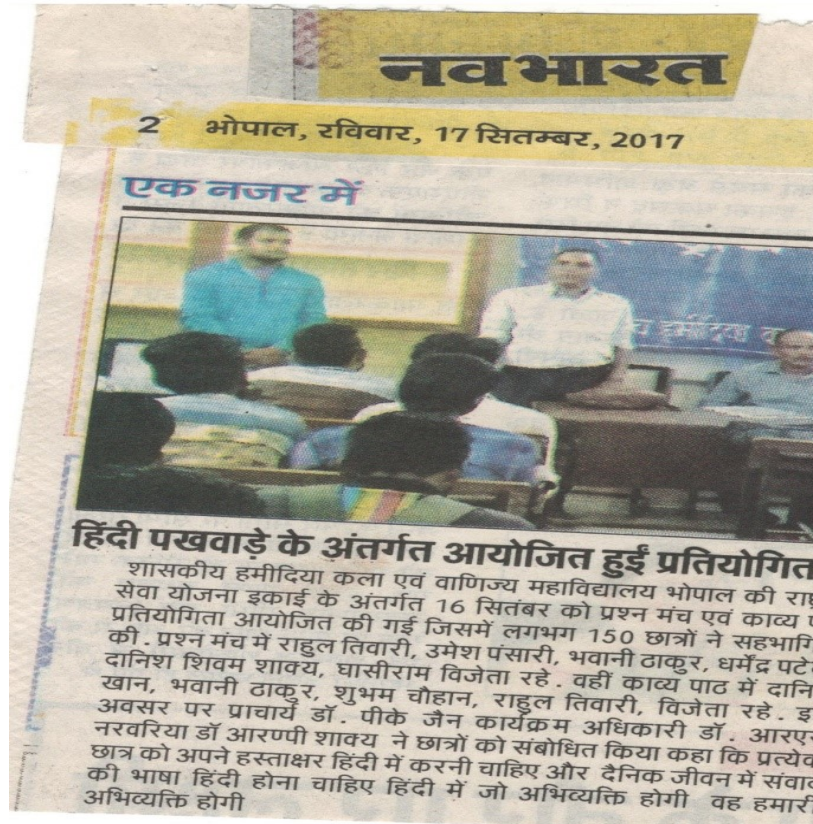 नवभारत
2 भोपाल, रविवार, 17 सितम्बर, 2017
एक नजर में
हमीदिया
हिंदी पखवाड़े के अंतर्गत आयोजित हुईं प्रतियोगित
शासकीय हमीदिया कला एवं वाणिज्य महाविद्यालय भोपाल की
सेवा योजना इकाई के अंतर्गत 16 सितंबर को प्रश्न मंच एवं काव्य
प्रतियोगिता आयोजित की गई जिसमें लगभग 150 छात्रों ने सहभागि
की. प्रश्न मंच में राहुल तिवारी, उमेश पंसारी, भवानी ठाकुर, धर्मेंद्र पटे
दानिश शिवम शाक्य, घासीराम विजेता रहे . वहीं काव्य पाठ में दानि
खान, भवानी ठाकुर, शुभम चौहान, राहुल तिवारी, विजेता रहे . इ
अवसर पर प्राचार्य डॉ. पीके जैन कार्यक्रम अधिकारी डॉ. आरए
नरवरिया डॉ आरण्पी शाक्य ने छात्रों को संबोधित किया कहा कि प्रत्येक
छात्र को अपने हस्ताक्षर हिंदी में करनी चाहिए और दैनिक जीवन में संवाद
की भाषा हिंदी होना चाहिए हिंदी में जो अभिव्यक्ति होगी वह हमारी
अभिव्यक्ति होगी